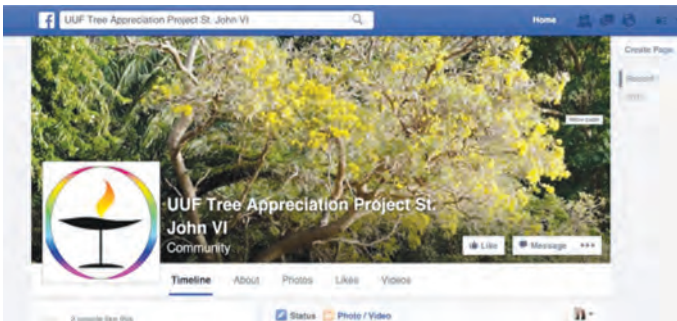 UUF Tree Appreciation Project St. John VI
Home
Create Page
Recent
UUF Tree Appreciation Project St.
John VI
Community
Like
Message
Timeline
About
Photos
Likes
Videos
Status
Photo / Video